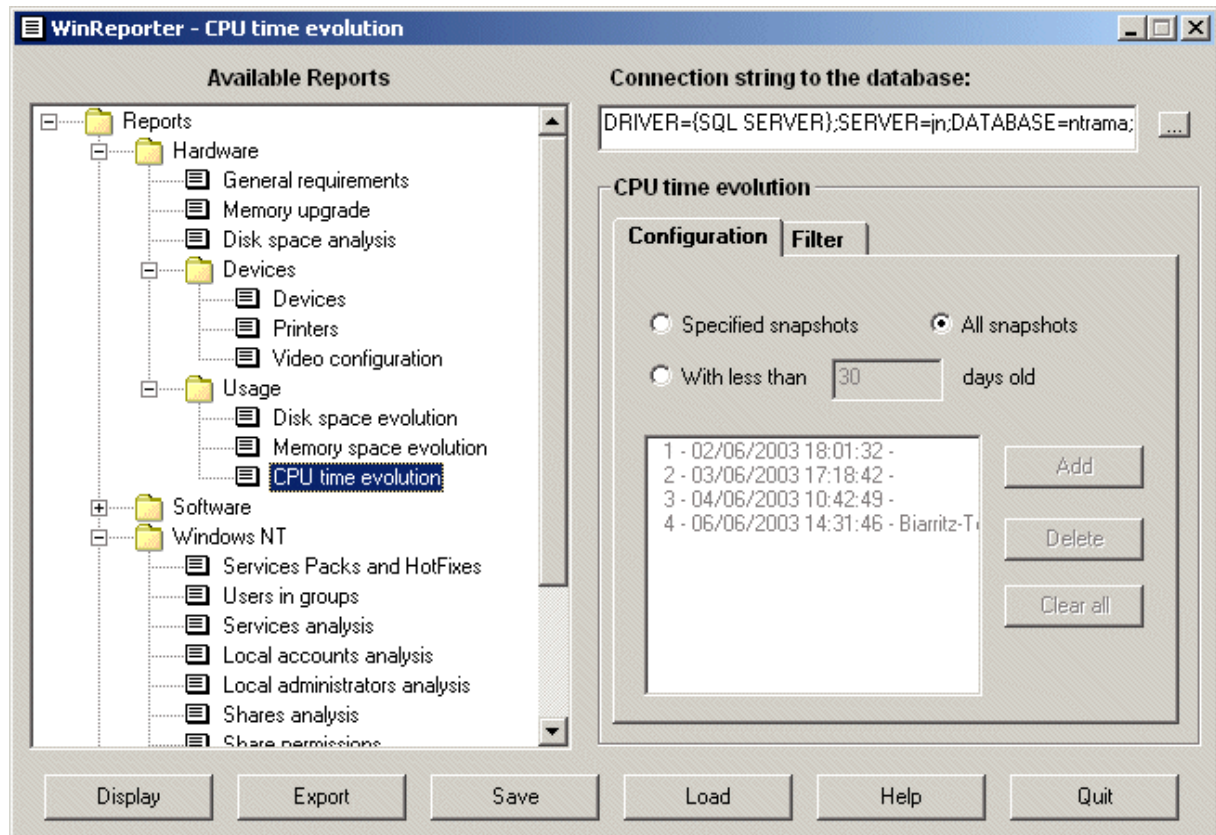 WinReporter - CPU time evolution
Available Reports
Reports
Hardware
General requirements
Memory upgrade
Disk space analysis
Devices
Devices
Printers
Video configuration
Usage
Disk space evolution
Memory space evolution
CPU time evolution
Software
Windows NT
Services Packs and HotFixes
Users in groups
Services analysis
Local accounts analysis
Local administrators analysis
Shares analysis
Share permissions
Connection string to the database:
DRIVER={SQL SERVER};SERVER=jn;DATABASE=ntrama;
...
CPU time evolution
Configuration Filter
Specified snapshots All snapshots
With less than 30 days old
1 - 02/06/2003 18:01:32 -
2 - 03/06/2003 17:18:42 -
3 - 04/06/2003 10:42:49 -
4 - 06/06/2003 14:31:46 - Biarritz-
Add
Delete
Clear all
Display Export Save Load Help Quit